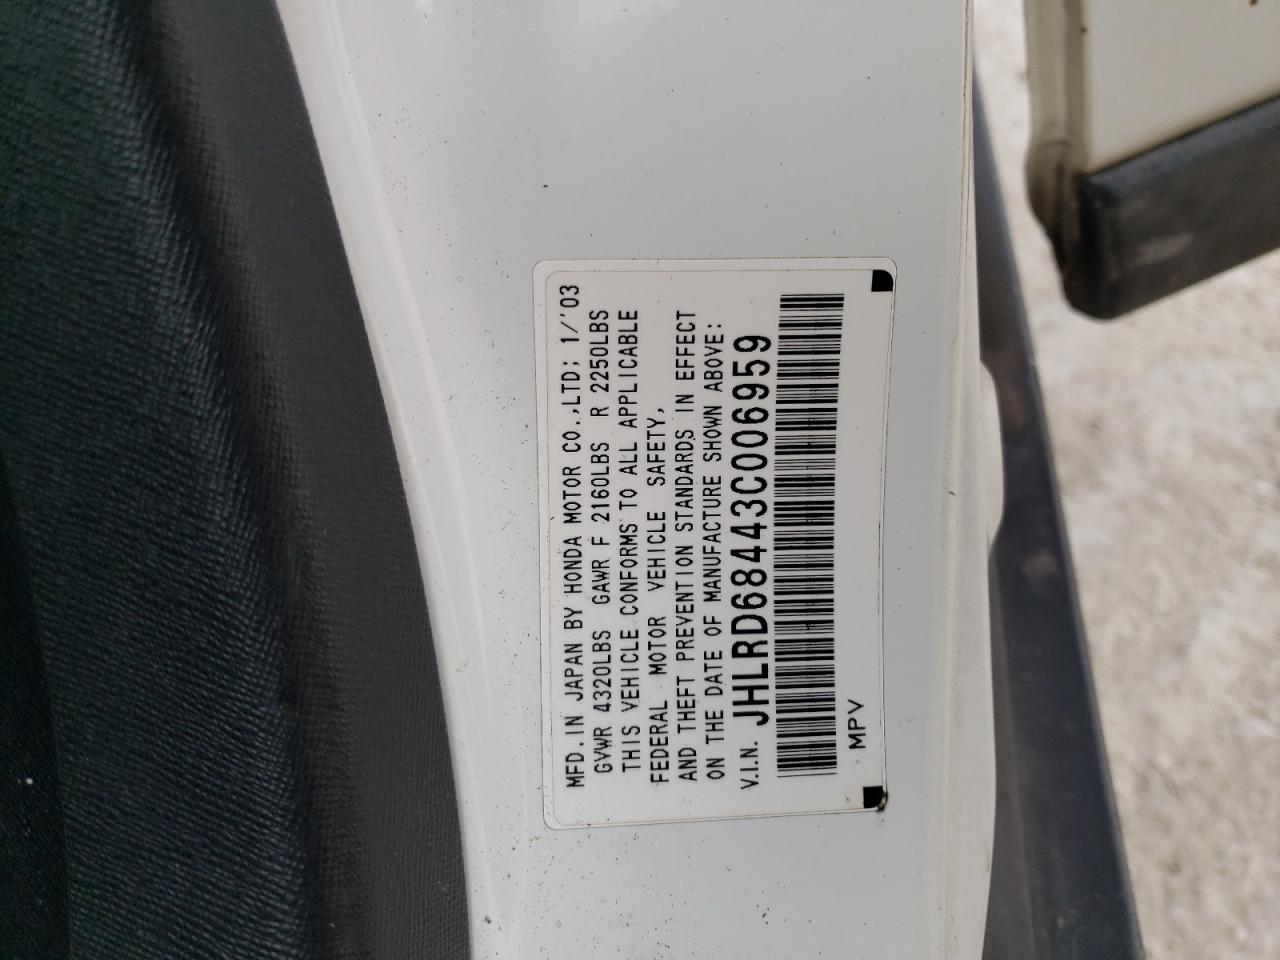 MFD.IN JAPAN BY HONDA MOTOR CO.,LTD; 1/'03
GVWR 4320LBS GAWR F 2160LBS R 2250LBS
THIS VEHICLE CONFORMS TO ALL APPLICABLE
FEDERAL MOTOR VEHICLE SAFETY,
AND THEFT PREVENTION STANDARDS IN EFFECT
ON THE DATE OF MANUFACTURE SHOWN ABOVE:
V.I.N. JHLRD68443C006959
MPV